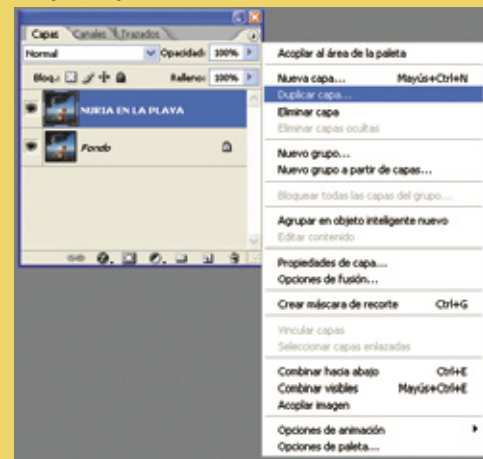 Capas Canales Trazados
Normal Opacidad: 100%
Bloq.: Relleno: 100%
NURIA EN LA PLAYA
Fondo
Acoplar al área de la paleta
Nueva capa... Mayús+Ctrl+N
Duplicar capa...
Eliminar capa
Eliminar capas ocultas
Nuevo grupo...
Nuevo grupo a partir de capas...
Bloquear todas las capas del grupo...
Agrupar en objeto inteligente nuevo
Editar contenido
Propiedades de capa...
Opciones de fusión...
Crear máscara de recorte Ctrl+G
Vincular capas
Seleccionar capas enlazadas
Combinar hacia abajo Ctrl+E
Combinar visibles Mayús+Ctrl+E
Acoplar imagen
Opciones de animación
Opciones de paleta...